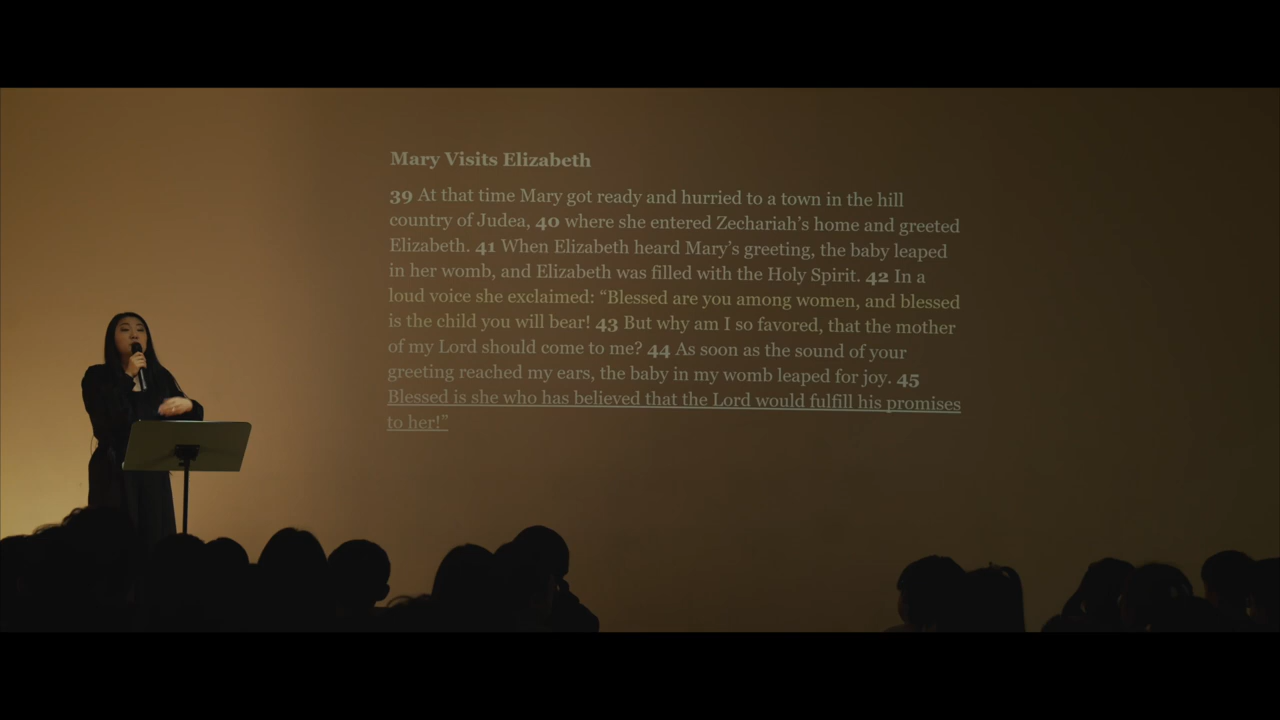 Mary Visits Elizabeth
39 At that time Mary got ready and hurried to a town in the hill
country of Judea, 40 where she entered Zechariah’s home and greeted
Elizabeth. 41 When Elizabeth heard Mary’s greeting, the baby leaped
in her womb, and Elizabeth was filled with the Holy Spirit. 42 In a
loud voice she exclaimed: “Blessed are you among women, and blessed
is the child you will bear! 43 But why am I so favored, that the mother
of my Lord should come to me? 44 As soon as the sound of your
greeting reached my ears, the baby in my womb leaped for joy. 45
Blessed is she who has believed that the Lord would fulfill his promises
to her!”